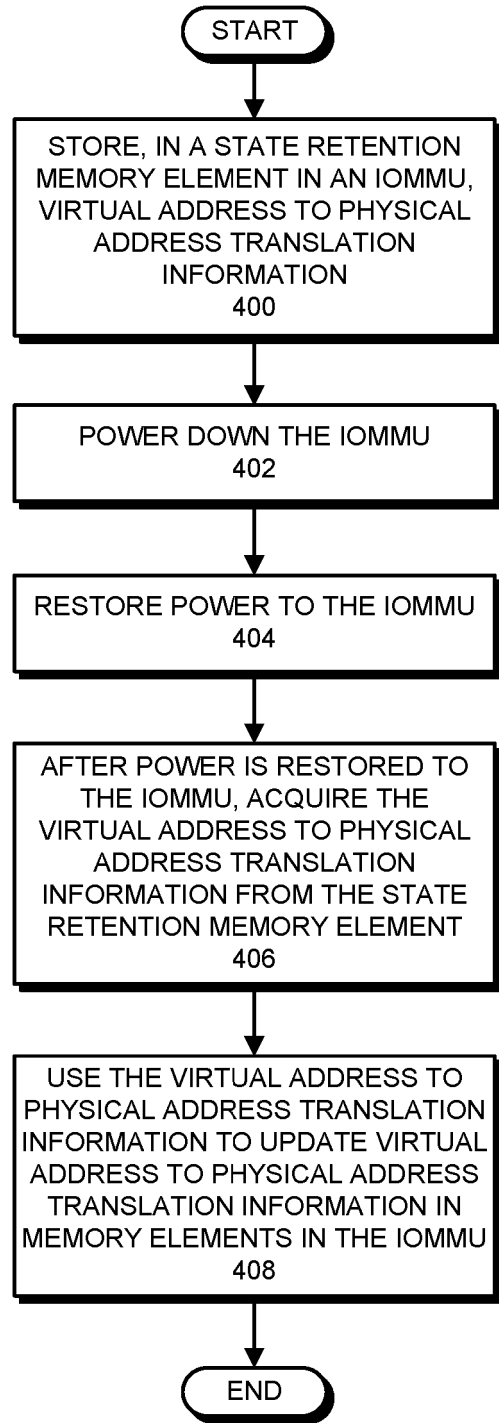 START
STORE, IN A STATE RETENTION
MEMORY ELEMENT IN AN IOMMU,
VIRTUAL ADDRESS TO PHYSICAL
ADDRESS TRANSLATION
INFORMATION
400
POWER DOWN THE IOMMU
402
RESTORE POWER TO THE IOMMU
404
AFTER POWER IS RESTORED TO
THE IOMMU, ACQUIRE THE
VIRTUAL ADDRESS TO PHYSICAL
ADDRESS TRANSLATION
INFORMATION FROM THE STATE
RETENTION MEMORY ELEMENT
406
USE THE VIRTUAL ADDRESS TO
PHYSICAL ADDRESS TRANSLATION
INFORMATION TO UPDATE VIRTUAL
ADDRESS TO PHYSICAL ADDRESS
TRANSLATION INFORMATION IN
MEMORY ELEMENTS IN THE IOMMU
408
END